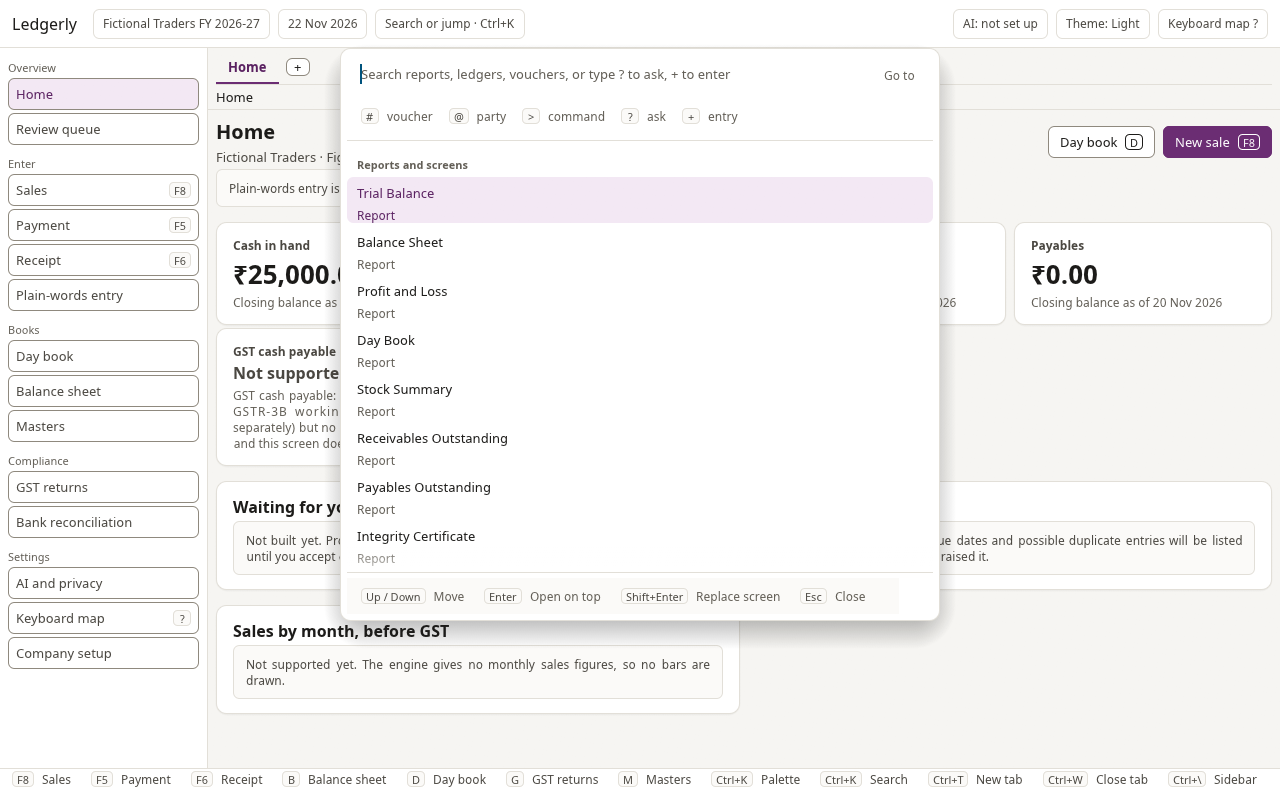 Ledgerly
Fictional Traders FY 2026-27
22 Nov 2026
Search or jump · Ctrl+K
AI: not set up
Theme: Light
Keyboard map ?
Overview
Home
Review queue
Enter
Sales F8
Payment F5
Receipt F6
Plain-words entry
Books
Day book
Balance sheet
Masters
Compliance
GST returns
Bank reconciliation
Settings
AI and privacy
Keyboard map ?
Company setup
Home +
Home
Home
Fictional Traders ·
Day book D
New sale F8
Plain-words entry is
Cash in hand
₹25,000.
Closing balance as
Payables
₹0.00
Closing balance as of 20 Nov 2026
GST cash payable
Not supporte
GST cash payable:
GSTR-3B workin
separately) but no
and this screen
Waiting for
Not built yet.
until you accept
dates and possible duplicate entries will be listed
raised it.
Sales by month, before GST
Not supported yet. The engine gives no monthly sales figures, so no bars are
drawn.
Search reports, ledgers, vouchers, or type ? to ask, + to enter
Go to
# voucher @ party > command ? ask + entry
Reports and screens
Trial Balance
Report
Balance Sheet
Report
Profit and Loss
Report
Day Book
Report
Stock Summary
Report
Receivables Outstanding
Report
Payables Outstanding
Report
Integrity Certificate
Report
Up / Down Move Enter Open on top Shift+Enter Replace screen Esc Close
F8 Sales F5 Payment F6 Receipt B Balance sheet D Day book G GST returns M Masters Ctrl+K Palette Ctrl+K Search Ctrl+T New tab Ctrl+W Close tab Ctrl+\ Sidebar